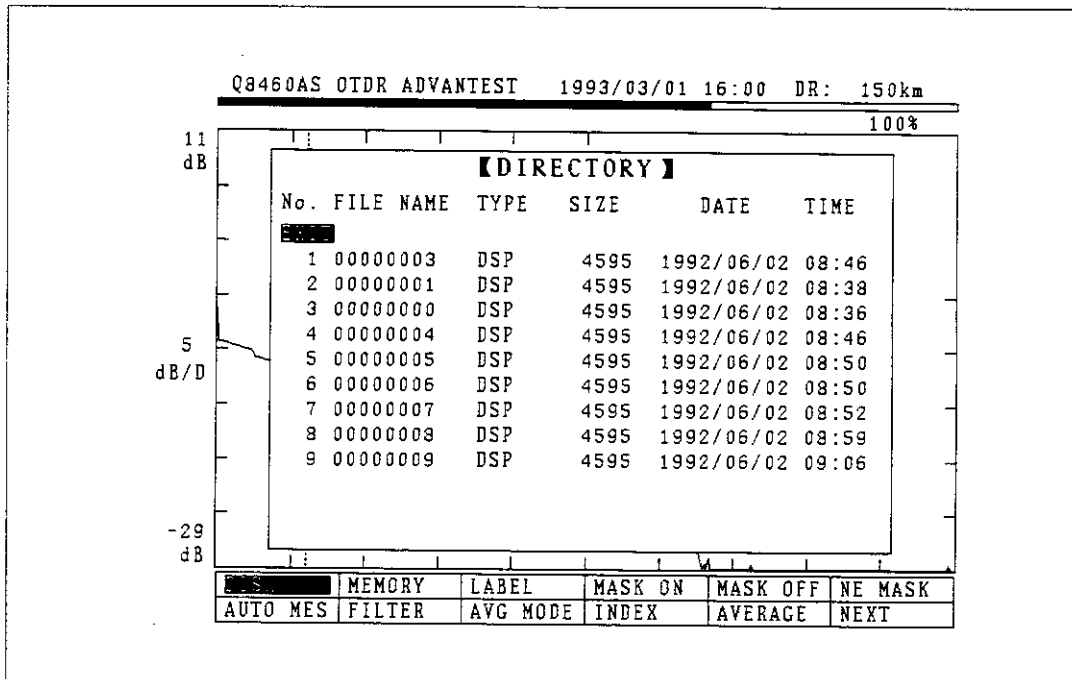 Q8460AS OTDR ADVANTEST 1993/03/01 16:00 DR: 150km
100%
11
dB
【DIRECTORY】
No. FILE NAME TYPE SIZE DATE TIME
1 00000003 DSP 4595 1992/06/02 08:46
2 00000001 DSP 4595 1992/06/02 08:38
3 00000000 DSP 4595 1992/06/02 08:36
4 00000004 DSP 4595 1992/06/02 08:46
5 00000005 DSP 4595 1992/06/02 08:50
6 00000006 DSP 4595 1992/06/02 08:50
7 00000007 DSP 4595 1992/06/02 08:52
8 00000008 DSP 4595 1992/06/02 08:59
9 00000009 DSP 4595 1992/06/02 09:06
5
dB/D
-29
dB
MEMORY LABEL MASK ON MASK OFF NE MASK
AUTO MES FILTER AVG MODE INDEX AVERAGE NEXT